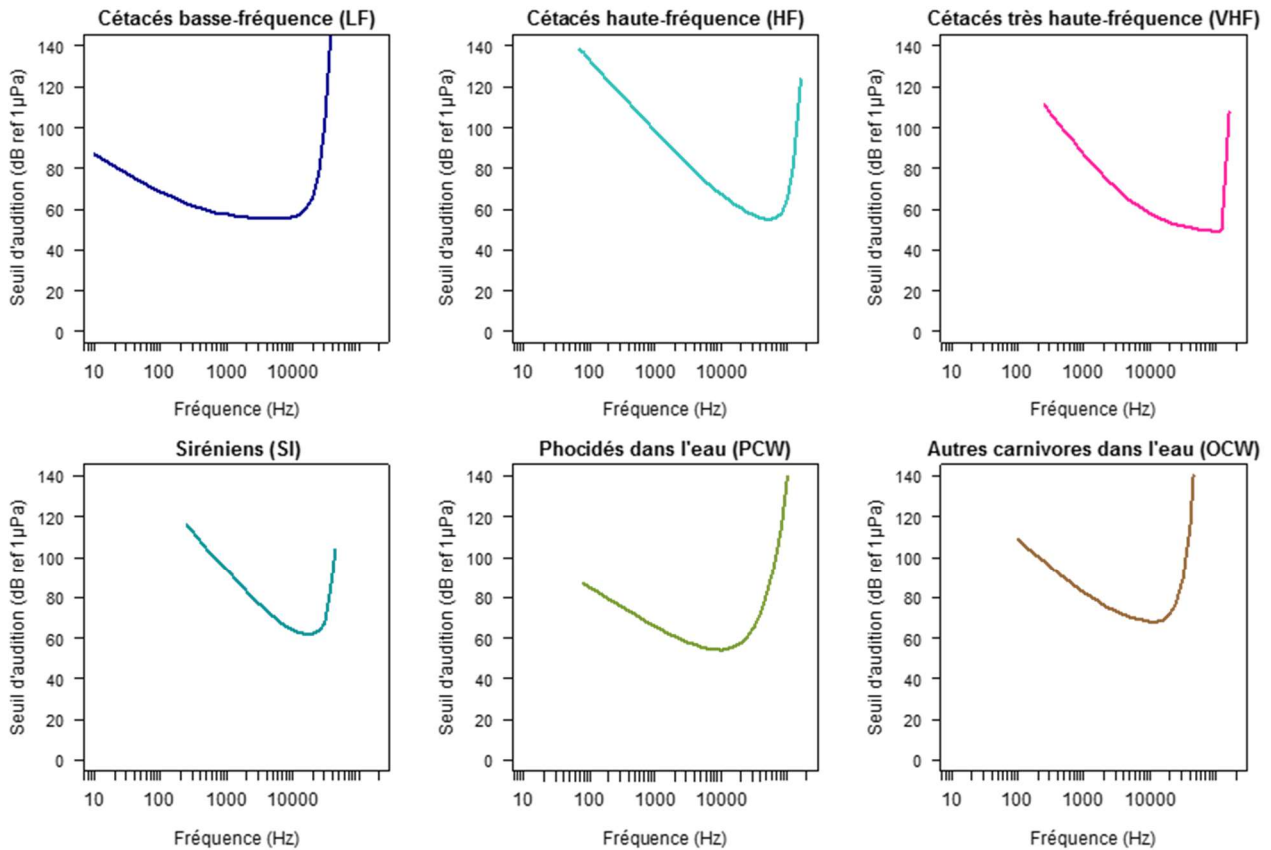 Cétacés basse-fréquence (LF)
Seuil d'audition (dB ref 1µPa)
140
120
100
80
60
40
20
0
10 100 1000 10000
Fréquence (Hz)
Cétacés haute-fréquence (HF)
Seuil d'audition (dB ref 1µPa)
140
120
100
80
60
40
20
0
10 100 1000 10000
Fréquence (Hz)
Cétacés très haute-fréquence (VHF)
Seuil d'audition (dB ref 1µPa)
140
120
100
80
60
40
20
0
10 100 1000 10000
Fréquence (Hz)
Siréniens (SI)
Seuil d'audition (dB ref 1µPa)
140
120
100
80
60
40
20
0
10 100 1000 10000
Fréquence (Hz)
Phocidés dans l'eau (PCW)
Seuil d'audition (dB ref 1µPa)
140
120
100
80
60
40
20
0
10 100 1000 10000
Fréquence (Hz)
Autres carnivores dans l'eau (OCW)
Seuil d'audition (dB ref 1µPa)
140
120
100
80
60
40
20
0
10 100 1000 10000
Fréquence (Hz)